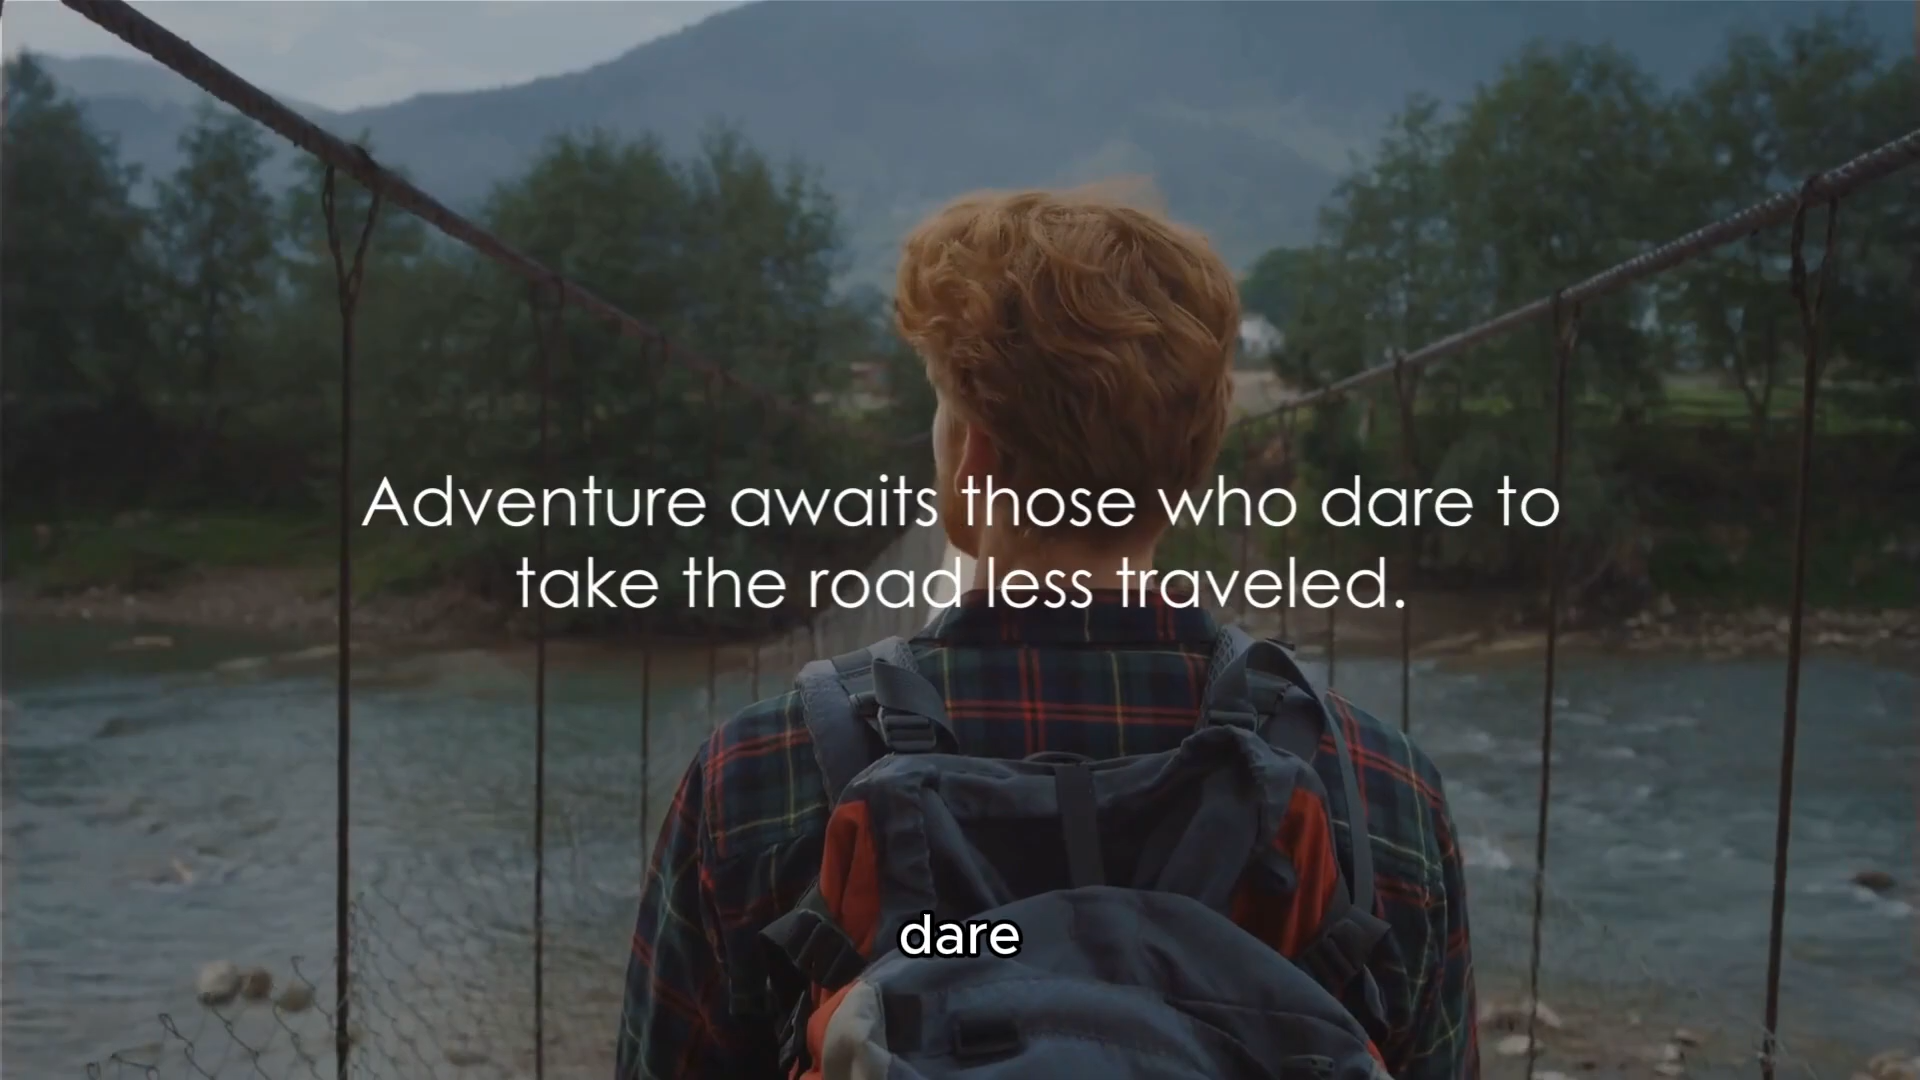 Adventure awaits those who dare to
take the road less traveled.
dare